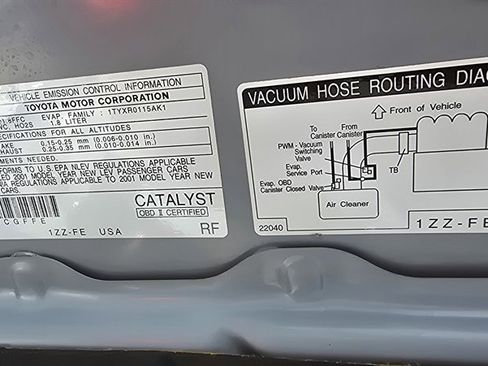 VEHICLE EMISSION CONTROL INFORMATION
TOYOTA MOTOR CORPORATION
EVAP. FAMILY : 1TYXR0115AK1
HO2S 1.8 LITER
SPECIFICATIONS FOR ALL ALTITUDES
0.15-0.25 mm (0.006-0.010 in.)
0.25-0.35 mm (0.010-0.014 in.)
NEEDED.
TO U.S.EPA NLEV REGULATIONS APPLICABLE
2001 MODEL YEAR NEW LEV PASSENGER CARS
REGULATIONS APPLICABLE TO 2001 MODEL YEAR NEW
CARS.
CATALYST
OBD II CERTIFIED
1ZZ-FE USA
RF
VACUUM HOSE ROUTING
Front of Vehicle
To Canister
From Canister
PWM - Vacuum Switching Valve
Evap. Service Port
TB
Evap. OBD Canister Closed Valve
Air Cleaner
22040
1ZZ-FE